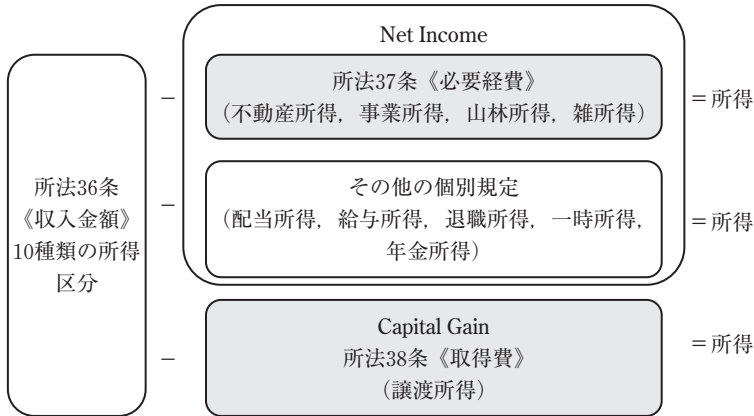 Net Income
所法36条
《収入金額》
10種類の所得
区分
−
所法37条《必要経費》
(不動産所得，事業所得，山林所得，雑所得)
＝所得
−
その他の個別規定
(配当所得，給与所得，退職所得，一時所得，
年金所得)
＝所得
−
Capital Gain
所法38条《取得費》
(譲渡所得)
＝所得